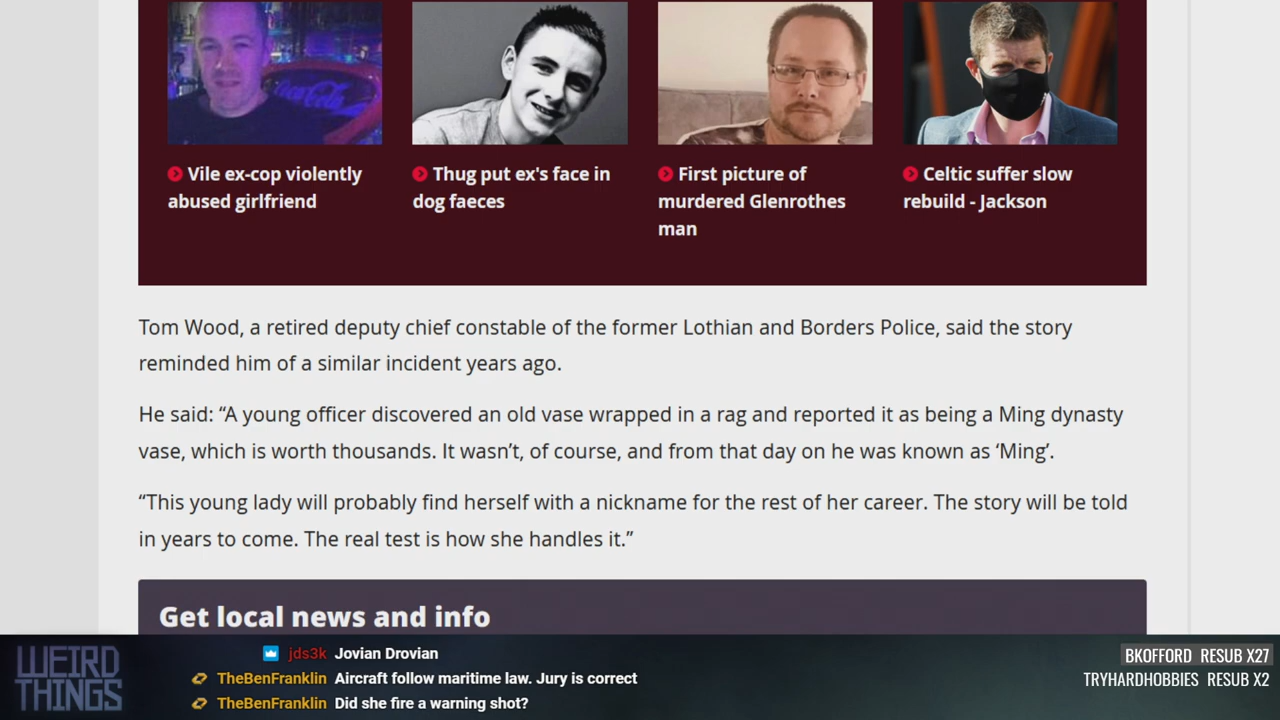 Coca-Cola
Vile ex-cop violently
abused girlfriend
Thug put ex's face in
dog faeces
First picture of
murdered Glenrothes
man
Celtic suffer slow
rebuild - Jackson
Tom Wood, a retired deputy chief constable of the former Lothian and Borders Police, said the story
reminded him of a similar incident years ago.
He said: “A young officer discovered an old vase wrapped in a rag and reported it as being a Ming dynasty
vase, which is worth thousands. It wasn’t, of course, and from that day on he was known as ‘Ming’.
“This young lady will probably find herself with a nickname for the rest of her career. The story will be told
in years to come. The real test is how she handles it.”
Get local news and info
WEIRD
THINGS
jds3k Jovian Drovian
TheBenFranklin Aircraft follow maritime law. Jury is correct
TheBenFranklin Did she fire a warning shot?
BKOFFORD RESUB X27
TRYHARDHOBBIES RESUB X2